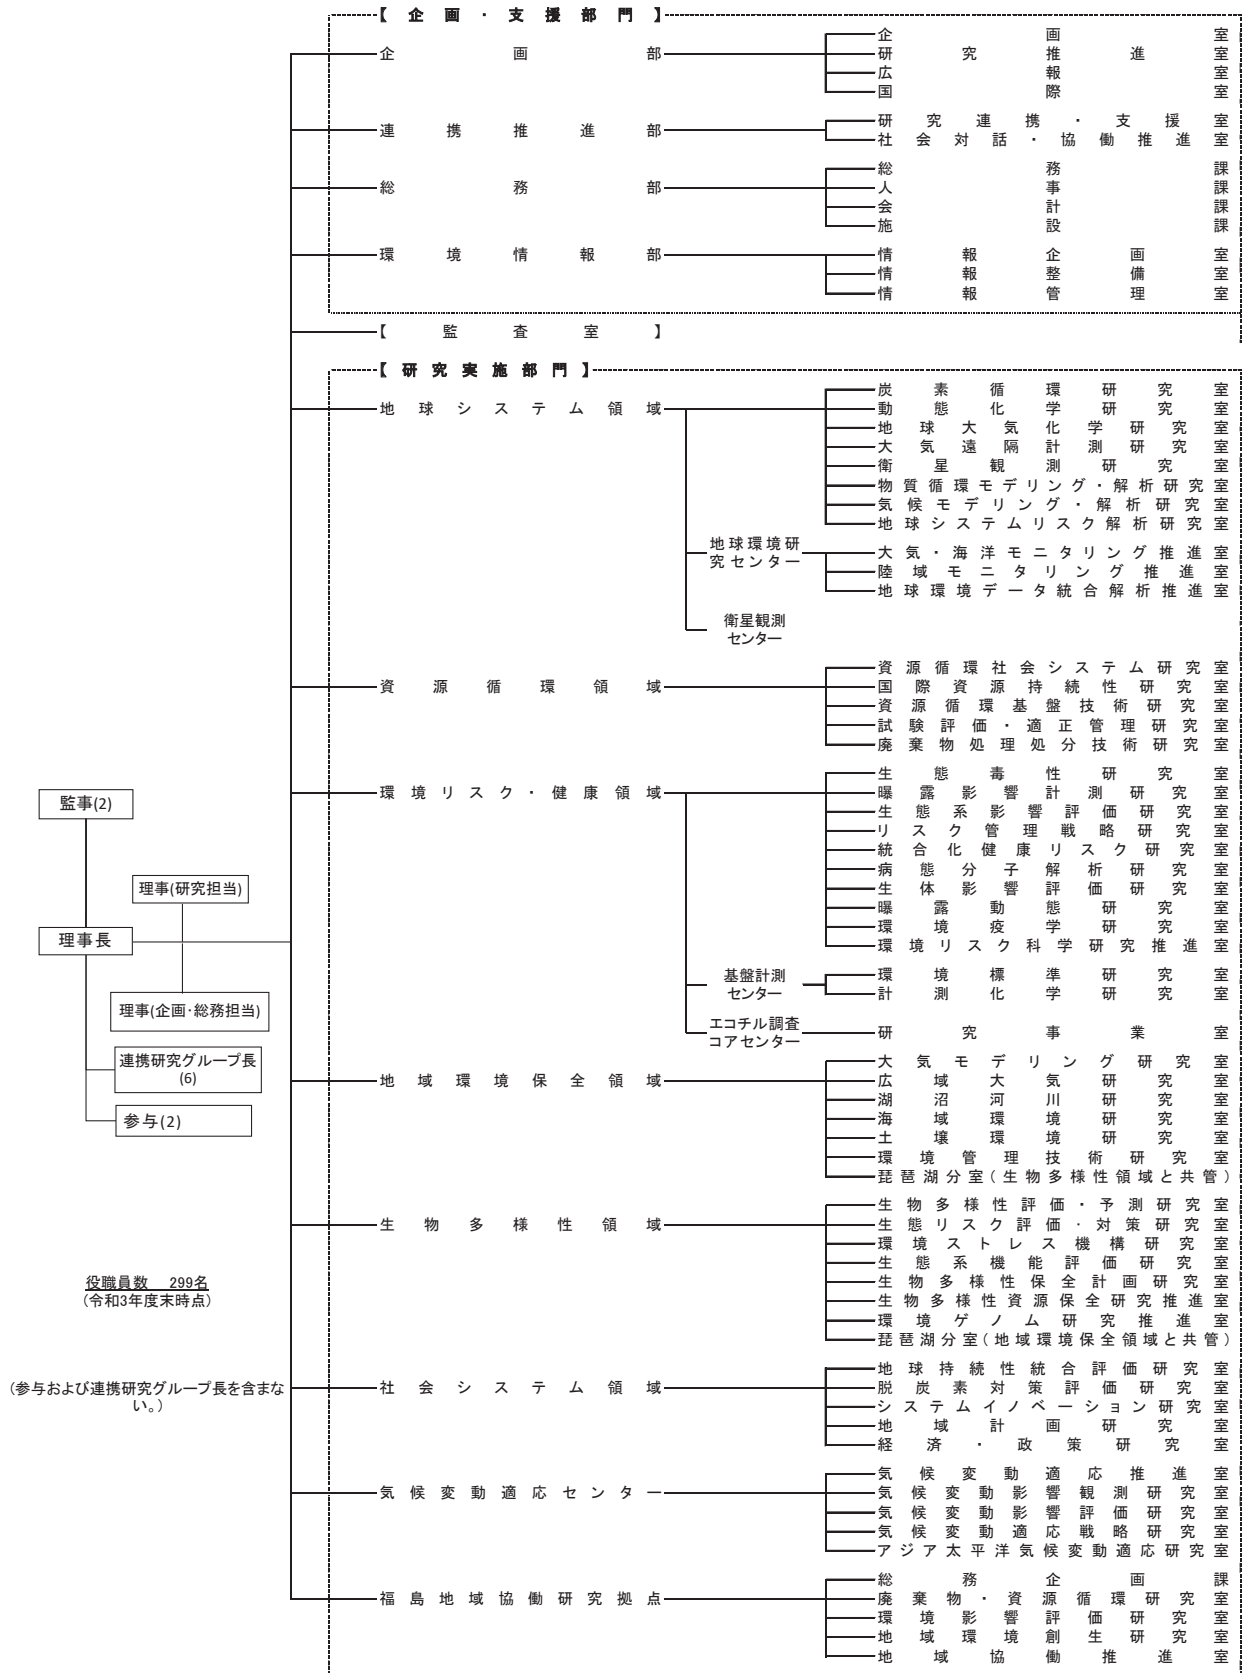 【企画・支援部門】
企画部
企画室
研究推進室
広報室
国際室
連携推進部
研究連携・支援室
社会対話・協働推進室
総務部
総務課
人事課
会計課
施設課
環境情報部
情報企画室
情報整備室
情報管理室
【監査室】
【研究実施部門】
地球システム領域
炭素循環研究室
動態化学研究室
地球大気化学研究室
大気遠隔計測研究室
衛星観測研究室
物質循環モデリング・解析研究室
気候モデリング・解析研究室
地球システムリスク解析研究室
地球環境研
究センター
大気・海洋モニタリング推進室
陸域モニタリング推進室
地球環境データ統合解析推進室
衛星観測
センター
資源循環領域
資源循環社会システム研究室
国際資源持続性研究室
資源循環基盤技術研究室
試験評価・適正管理研究室
廃棄物処理処分技術研究室
環境リスク・健康領域
生態毒性研究室
曝露影響計測研究室
生態系影響評価研究室
リスク管理戦略研究室
統合化健康リスク研究室
病態分子解析研究室
生体影響評価研究室
曝露動態研究室
環境疫学研究室
環境リスク科学研究推進室
基盤計測
センター
環境標準研究室
計測化学研究室
エコチル調査
コアセンター
研究事業室
監事(2)
理事(研究担当)
理事長
理事(企画・総務担当)
連携研究グループ長
(6)
参与(2)
地域環境保全領域
大気モデリング研究室
広域大気研究室
湖沼河川研究室
海域環境研究室
土壌環境研究室
環境管理技術研究室
琵琶湖分室(生物多様性領域と共管)
生物多様性領域
生物多様性評価・予測研究室
生態リスク評価・対策研究室
環境ストレス機構研究室
生態系機能評価研究室
生物多様性保全計画研究室
生物多様性資源保全研究推進室
環境ゲノム研究推進室
琵琶湖分室(地域環境保全領域と共管)
役職員数　299名
(令和3年度末時点)
(参与および連携研究グループ長を含まな
い。)
社会システム領域
地球持続性統合評価研究室
脱炭素対策評価研究室
システムイノベーション研究室
地域計画研究室
経済・政策研究室
気候変動適応センター
気候変動適応推進室
気候変動影響観測研究室
気候変動影響評価研究室
気候変動適応戦略研究室
アジア太平洋気候変動適応研究室
福島地域協働研究拠点
総務企画課
廃棄物・資源循環研究室
環境影響評価研究室
地域環境創生研究室
地域協働推進室